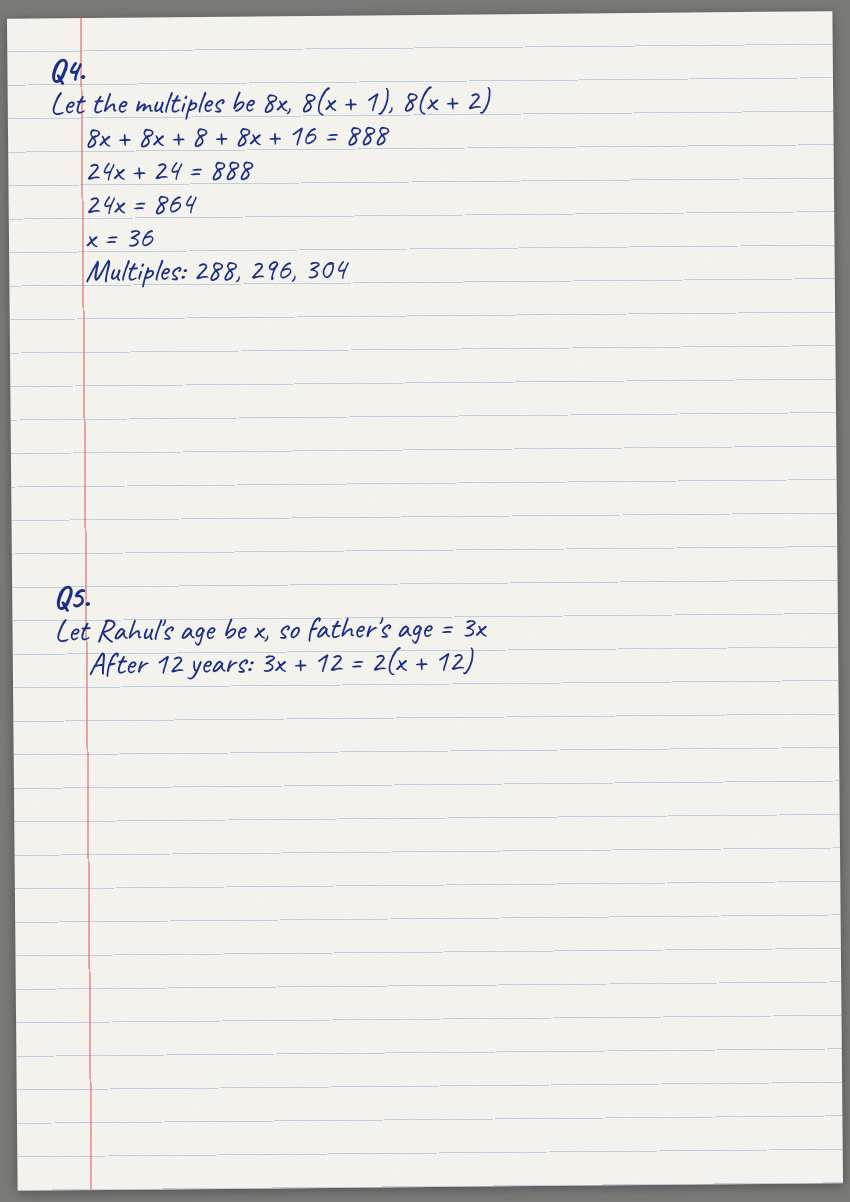 Q4.
Let the multiples be 8x, 8(x + 1), 8(x + 2)
8x + 8x + 8 + 8x + 16 = 888
24x + 24 = 888
24x = 864
x = 36
Multiples: 288, 296, 304
Q5.
Let Rahul's age be x, so father's age = 3x
After 12 years: 3x + 12 = 2(x + 12)